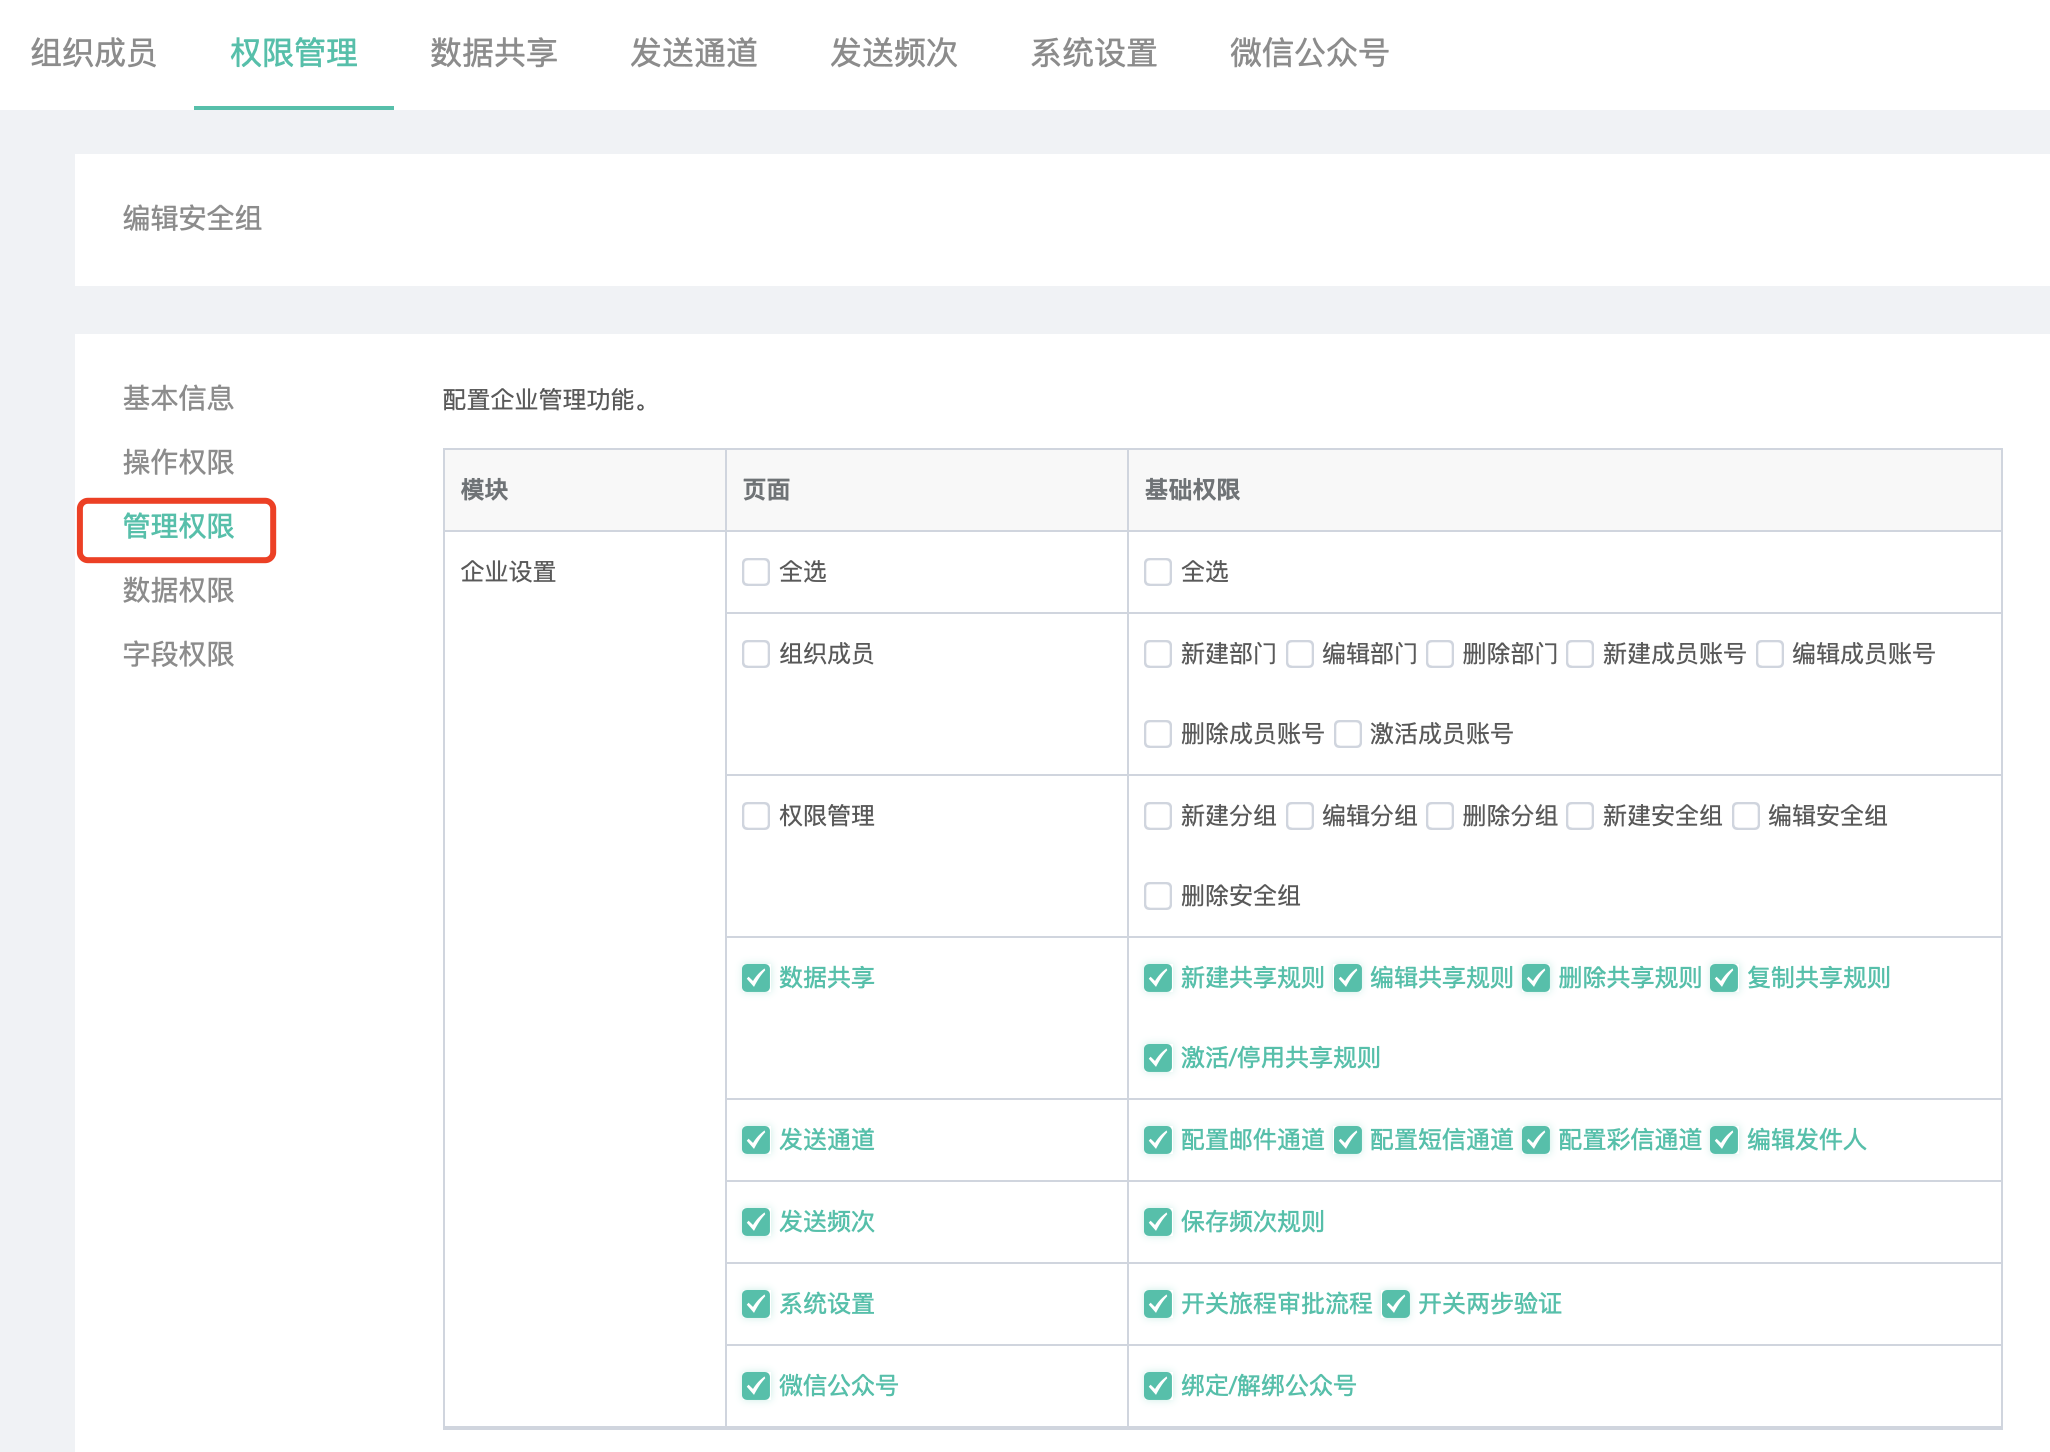 组织成员 权限管理 数据共享 发送通道 发送频次 系统设置 微信公众号
编辑安全组
基本信息
操作权限
管理权限
数据权限
字段权限
配置企业管理功能。
模块 页面 基础权限
企业设置 全选 全选
组织成员 新建部门 编辑部门 删除部门 新建成员账号 编辑成员账号
删除成员账号 激活成员账号
权限管理 新建分组 编辑分组 删除分组 新建安全组 编辑安全组
删除安全组
数据共享 新建共享规则 编辑共享规则 删除共享规则 复制共享规则
激活/停用共享规则
发送通道 配置邮件通道 配置短信通道 配置彩信通道 编辑发件人
发送频次 保存频次规则
系统设置 开关旅程审批流程 开关两步验证
微信公众号 绑定/解绑公众号